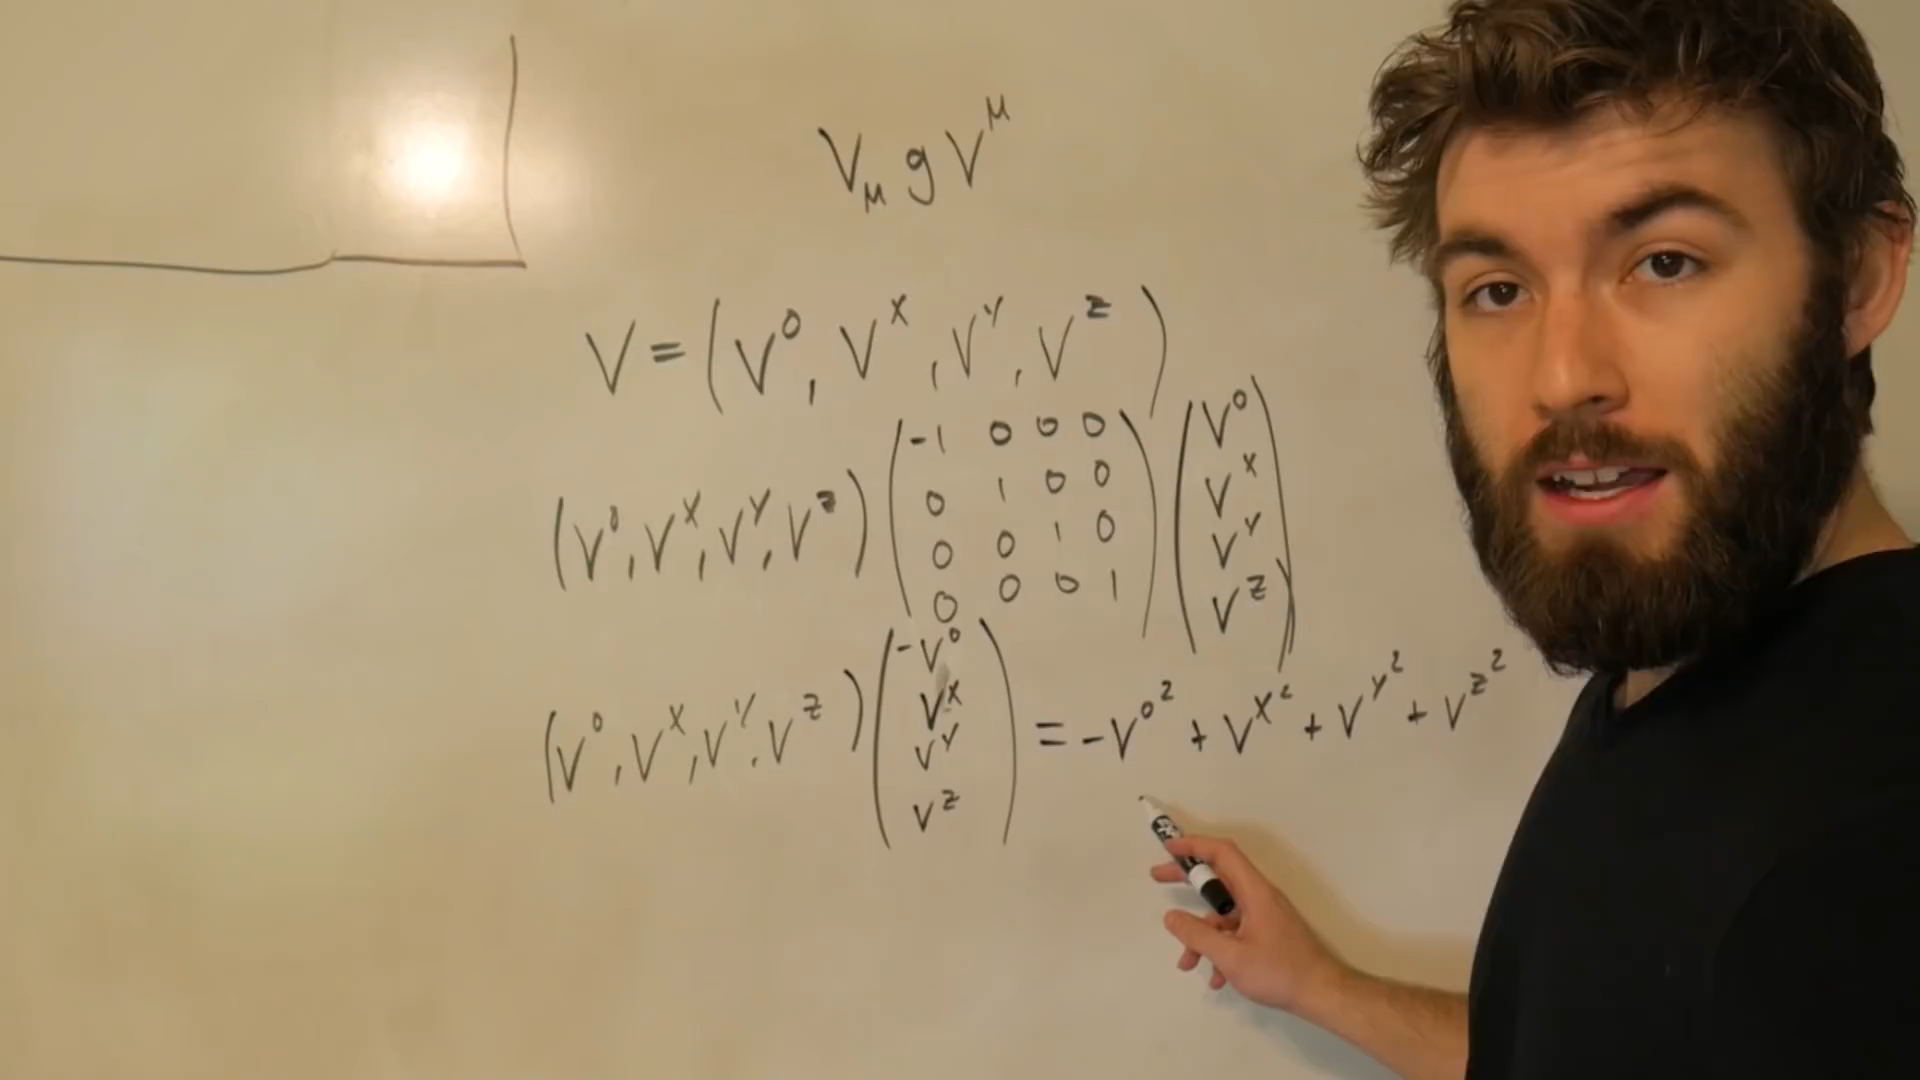 V_μ g V^μ
V = (V^0, V^x, V^y, V^z)
(V^0, V^x, V^y, V^z) (-1 0 0 0 (V^0
0 1 0 0 V^x
0 0 1 0 V^y
0 0 0 1) V^z)
(V^0, V^x, V^y, V^z) (-V^0 V^x V^y V^z) = -V^0² + V^x² + V^y² + V^z²